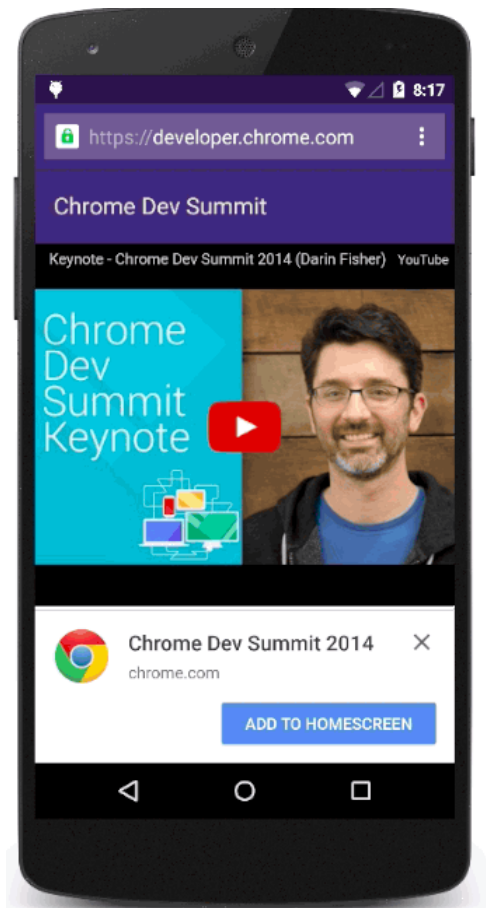 8:17
https://developer.chrome.com
Chrome Dev Summit
Keynote - Chrome Dev Summit 2014 (Darin Fisher) YouTube
Chrome
Dev
Summit
Keynote
Chrome Dev Summit 2014
chrome.com
ADD TO HOMESCREEN